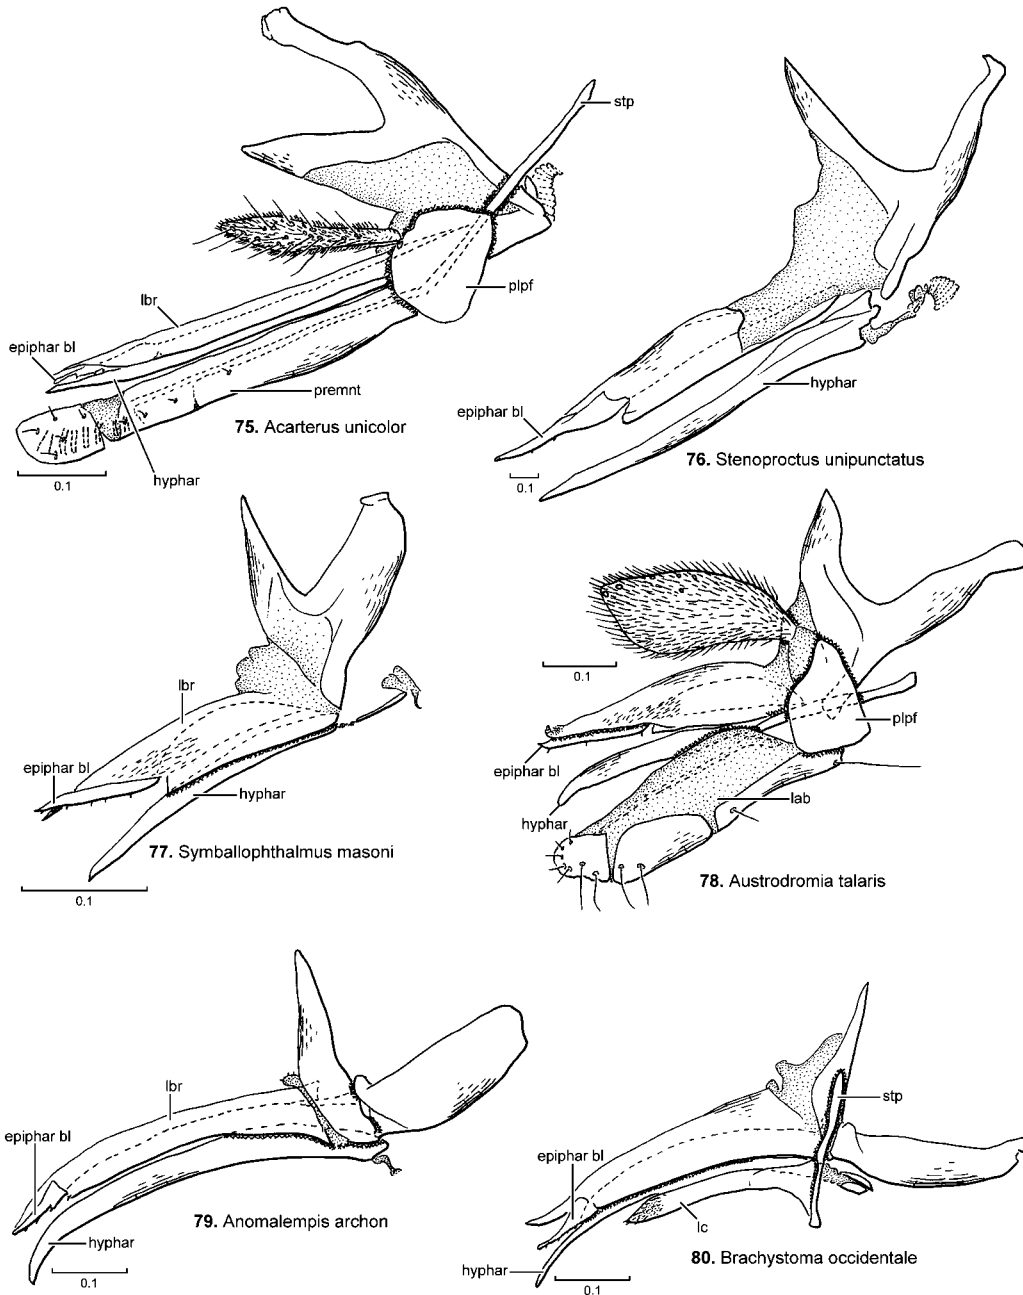 stp
plpf
lbr
epiphar bl
premnt
75. Acarterus unicolor
hyphar
0.1
hyphar
epiphar bl
76. Stenoproctus unipunctatus
0.1
lbr
epiphar bl
hyphar
77. Symballophthalmus masoni
0.1
0.1
plpf
epiphar bl
lab
hyphar
78. Austrodromia talaris
lbr
epiphar bl
79. Anomalempis archon
hyphar
0.1
stp
epiphar bl
lc
80. Brachystoma occidentale
hyphar
0.1